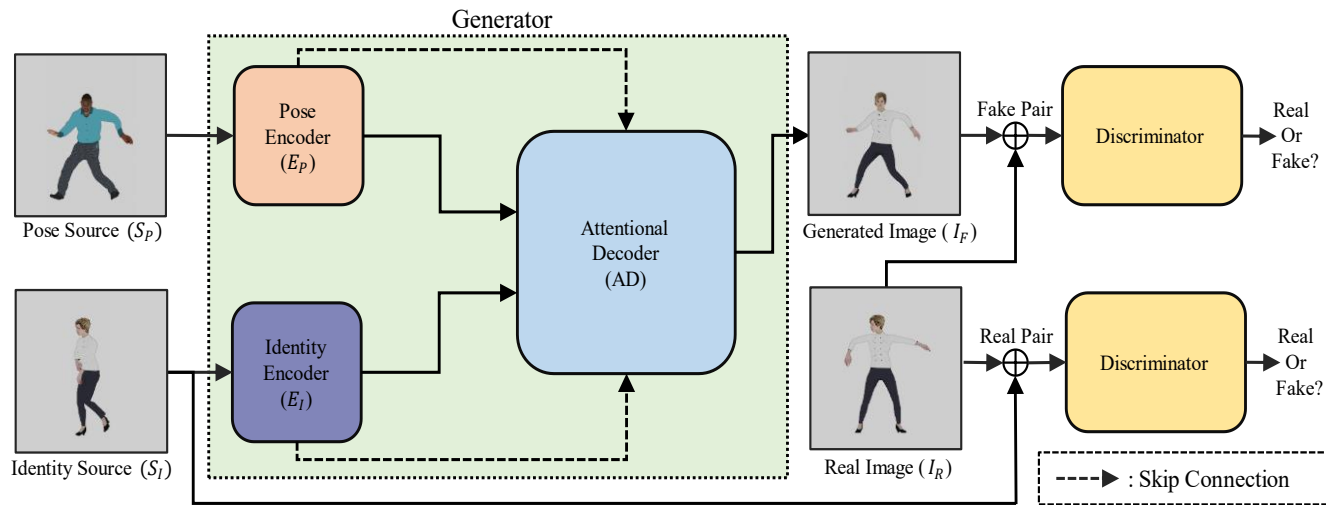 Generator
Pose
Encoder
(E_P)
Pose Source (S_P)
Identity
Encoder
(E_I)
Identity Source (S_I)
Attentional
Decoder
(AD)
Generated Image ( I_F)
Fake Pair
Discriminator
Real
Or
Fake?
Real Image (I_R)
Real Pair
Discriminator
Real
Or
Fake?
: Skip Connection